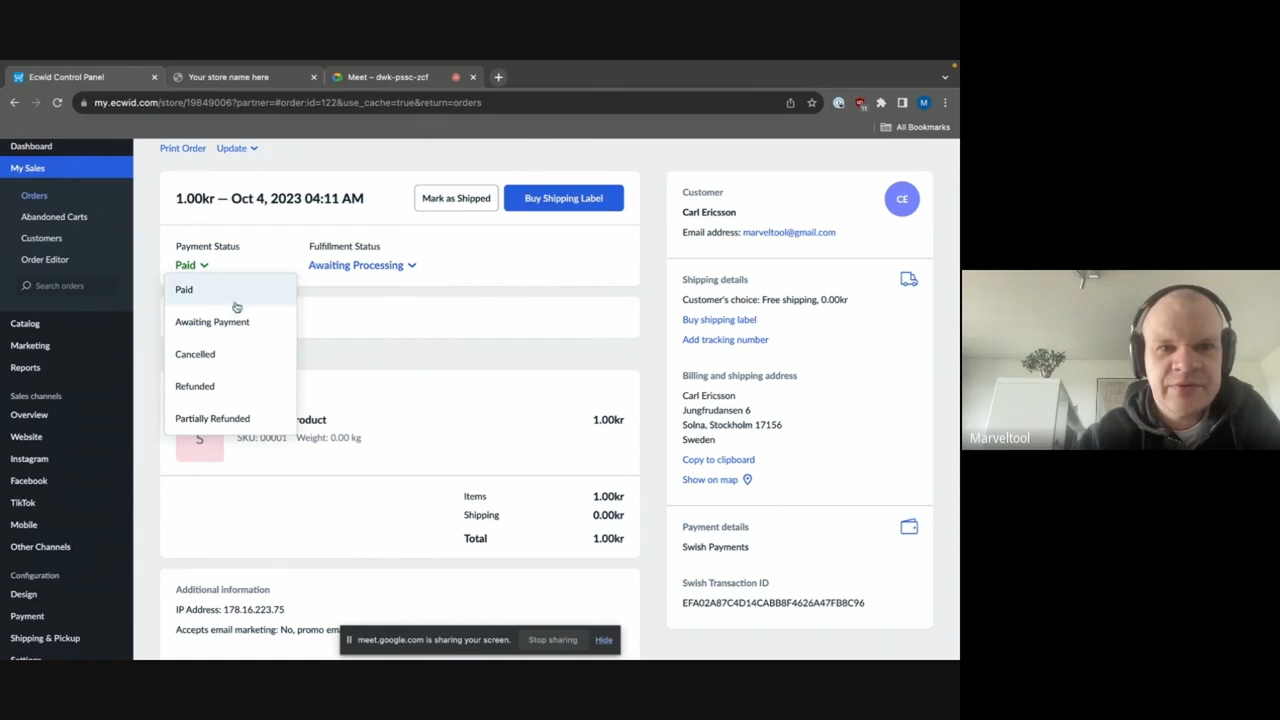 Ecwid Control Panel
Your store name here
Meet – dwk-pssc-zcf
my.ecwid.com/store/19849006?partner=#order:id=122&use_cache=true&return=orders
M
All Bookmarks
Dashboard
My Sales
Orders
Abandoned Carts
Customers
Order Editor
Search orders
Catalog
Marketing
Reports
Sales channels
Overview
Website
Instagram
Facebook
TikTok
Mobile
Other Channels
Configuration
Design
Payment
Shipping & Pickup
Print Order Update
1.00kr — Oct 4, 2023 04:11 AM
Mark as Shipped
Buy Shipping Label
Payment Status
Fulfillment Status
Paid
Awaiting Processing
Paid
Awaiting Payment
Cancelled
Refunded
Partially Refunded
roduct
1.00kr
S
SKU: 00001 Weight: 0.00 kg
Items 1.00kr
Shipping 0.00kr
Total 1.00kr
Additional information
IP Address: 178.16.223.75
Accepts email marketing: No, promo em
meet.google.com is sharing your screen.
Stop sharing
Hide
Customer
CE
Carl Ericsson
Email address: marveltool@gmail.com
Shipping details
Customer's choice: Free shipping, 0.00kr
Buy shipping label
Add tracking number
Billing and shipping address
Carl Ericsson
Jungfrudansen 6
Solna, Stockholm 17156
Sweden
Copy to clipboard
Show on map
Payment details
Swish Payments
Swish Transaction ID
EFA02A87C4D14CABB8F4626A47FB8C96
Marveltool